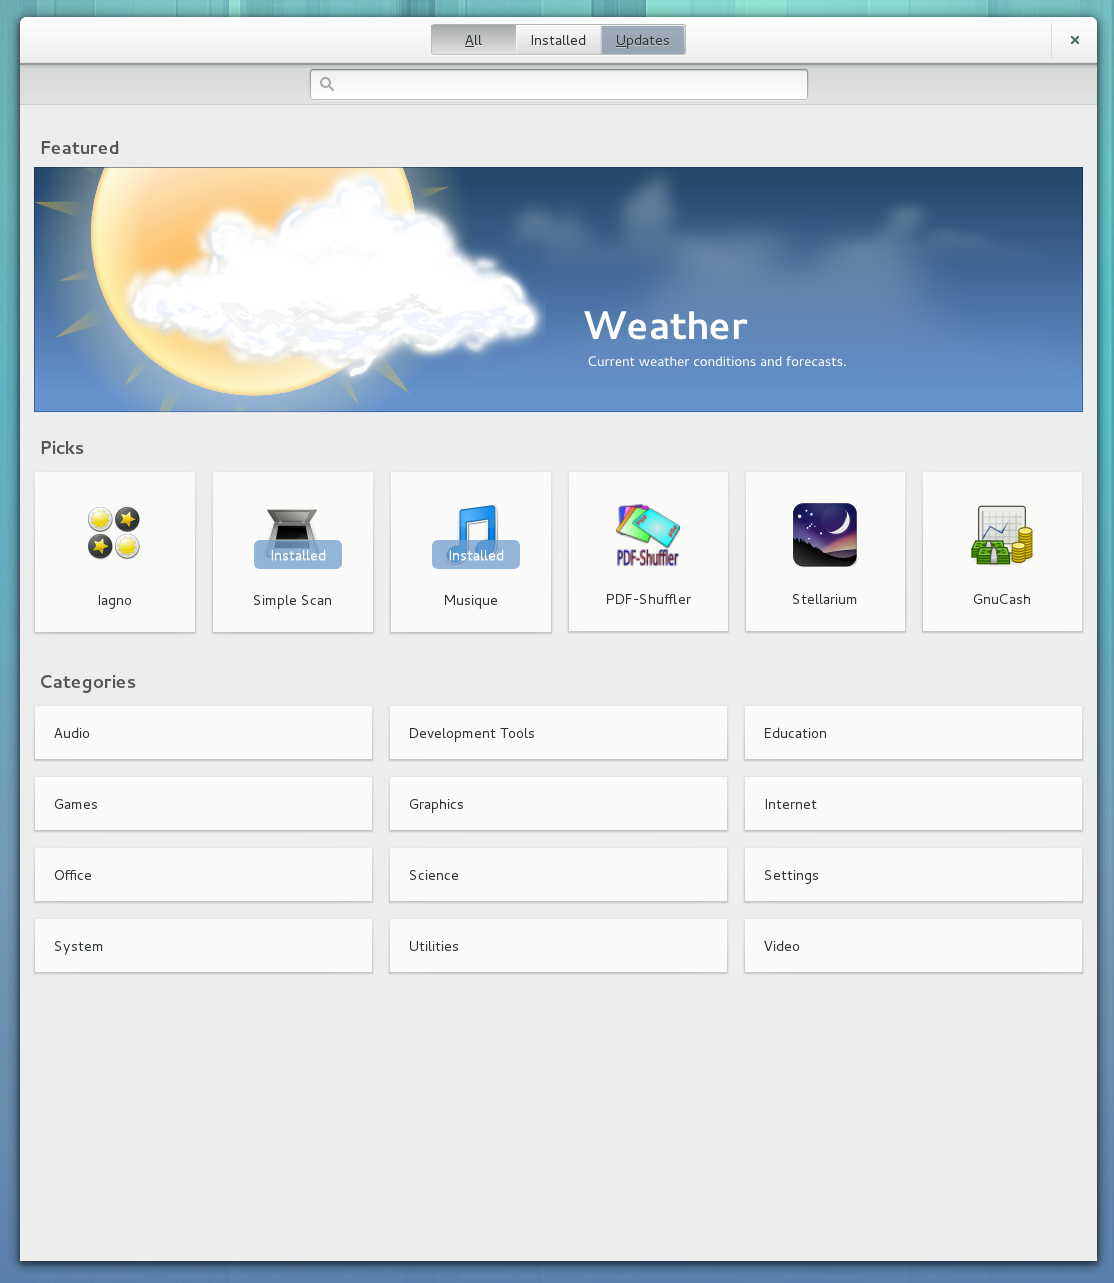 All Installed Updates
Featured
Weather
Current weather conditions and forecasts.
Picks
Installed Installed
PDF-Shuffler
Iagno Simple Scan Musique PDF-Shuffler Stellarium GnuCash
Categories
Audio Development Tools Education
Games Graphics Internet
Office Science Settings
System Utilities Video